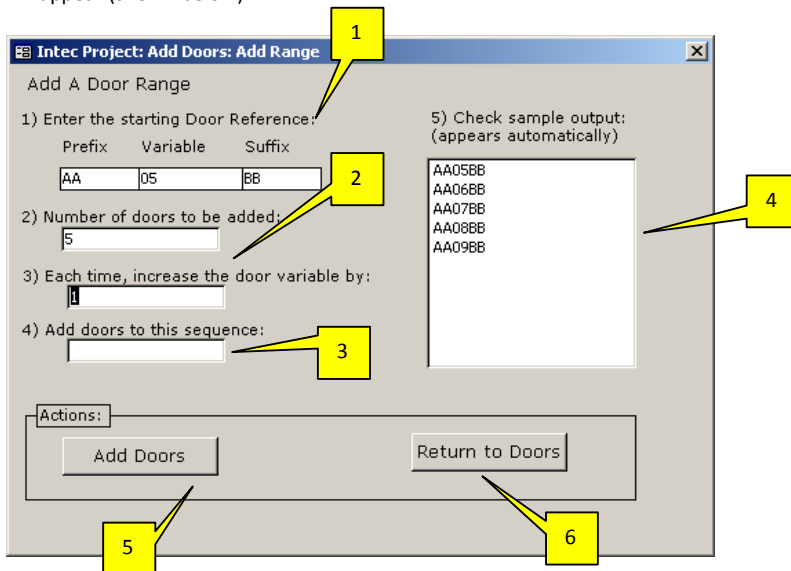 1
Intec Project: Add Doors: Add Range
Add A Door Range
1) Enter the starting Door Reference:
Prefix Variable Suffix
AA 05 BB
2
2) Number of doors to be added:
5
3) Each time, increase the door variable by:
1
4) Add doors to this sequence:
3
5) Check sample output:
(appears automatically)
AA05BB
AA06BB
AA07BB
AA08BB
AA09BB
4
Actions:
Add Doors
Return to Doors
5
6